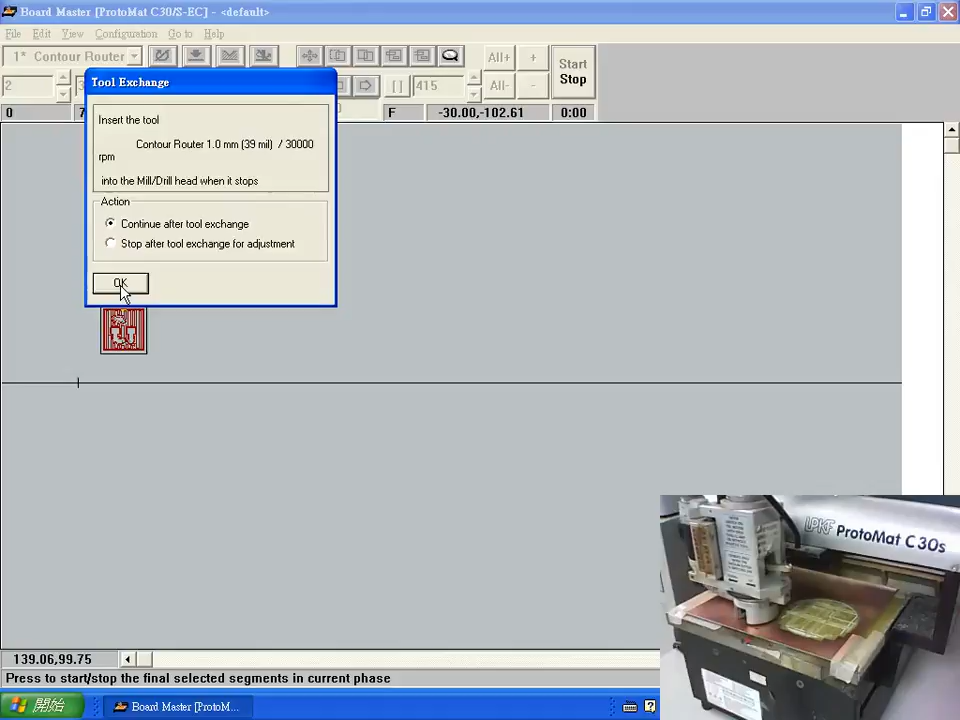 Board Master [ProtoMat C30/S-EC] - <default>
File Edit View Configuration Go to Help
1* Contour Router All+ + Start
Stop
2 [ ] 415 All- -
0 7 F -30.00,-102.61 0:00
Tool Exchange
Insert the tool
Contour Router 1.0 mm (39 mil) / 30000
rpm
into the Mill/Drill head when it stops
Action
Continue after tool exchange
Stop after tool exchange for adjustment
OK
LPKF ProtoMat C30s
139.06,99.75
Press to start/stop the final selected segments in current phase
開始 Board Master [ProtoM...